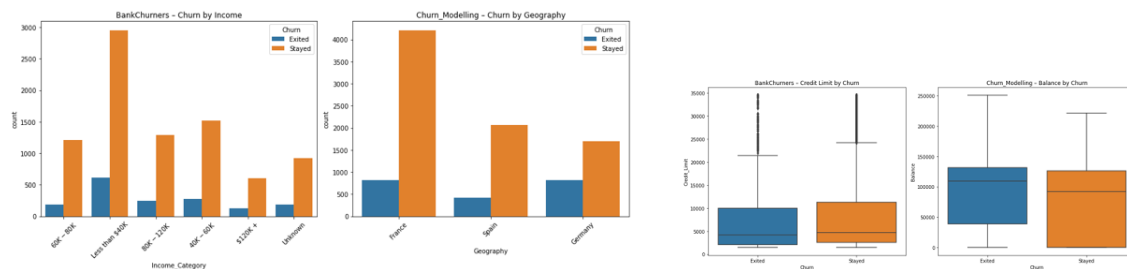 BankChurners – Churn by Income
3000
2500
2000
1500
1000
500
0
count
Churn
Exited
Stayed
60K - 80K
Less than $40K
80K - 120K
40K - 60K
$120K +
Unknown
Income_Category
Churn_Modelling – Churn by Geography
4000
3500
3000
2500
2000
1500
1000
500
0
count
Churn
Exited
Stayed
France
Spain
Germany
Geography
BankChurners – Credit Limit by Churn
35000
30000
25000
20000
15000
10000
5000
0
Credit_Limit
Exited
Stayed
Churn
Churn_Modelling – Balance by Churn
250000
200000
150000
100000
50000
0
Balance
Exited
Stayed
Churn